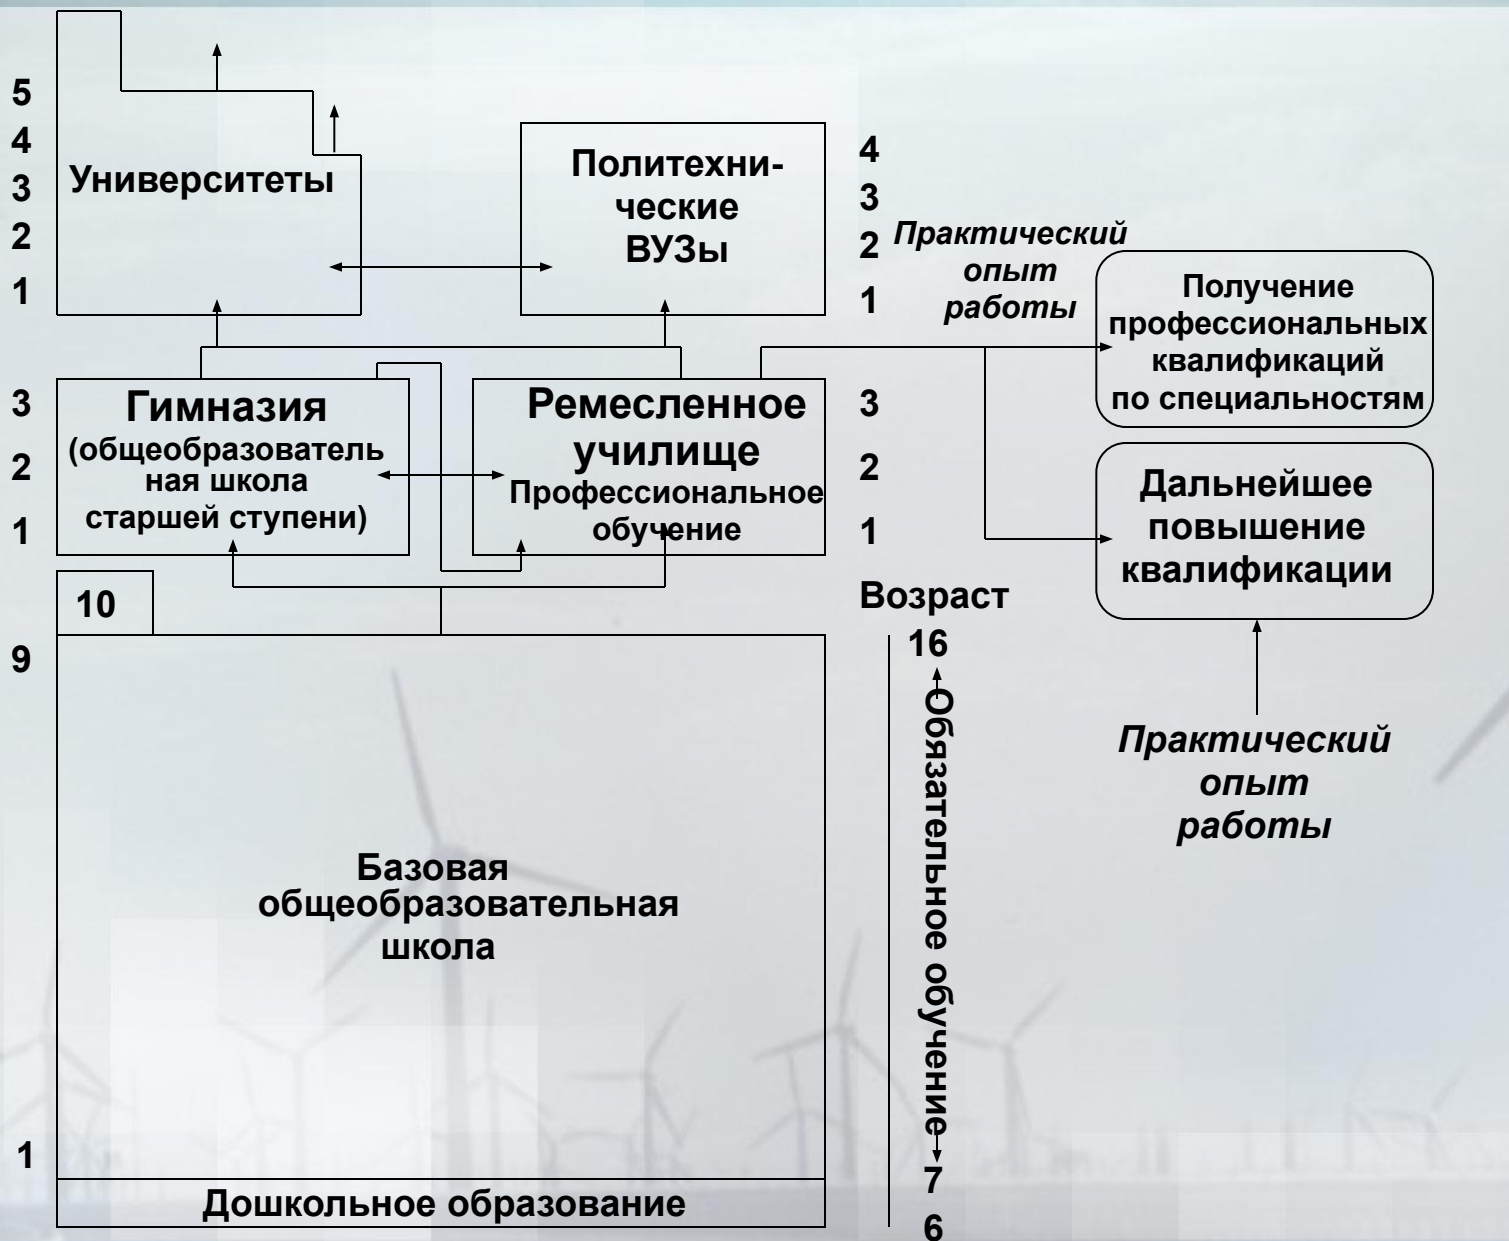 5
4
3
2
1
Университеты
Политехни-
ческие
ВУЗы
4
3
2
1
Практический
опыт
работы
Получение
профессиональных
квалификаций
по специальностям
3
2
1
Гимназия
(общеобразователь
ная школа
старшей ступени)
Ремесленное
училище
Профессиональное
обучение
3
2
1
Дальнейшее
повышение
квалификации
10
Возраст
9
16
Обязательное обучение
Практический
опыт
работы
Базовая
общеобразовательная
школа
1
7
Дошкольное образование
6